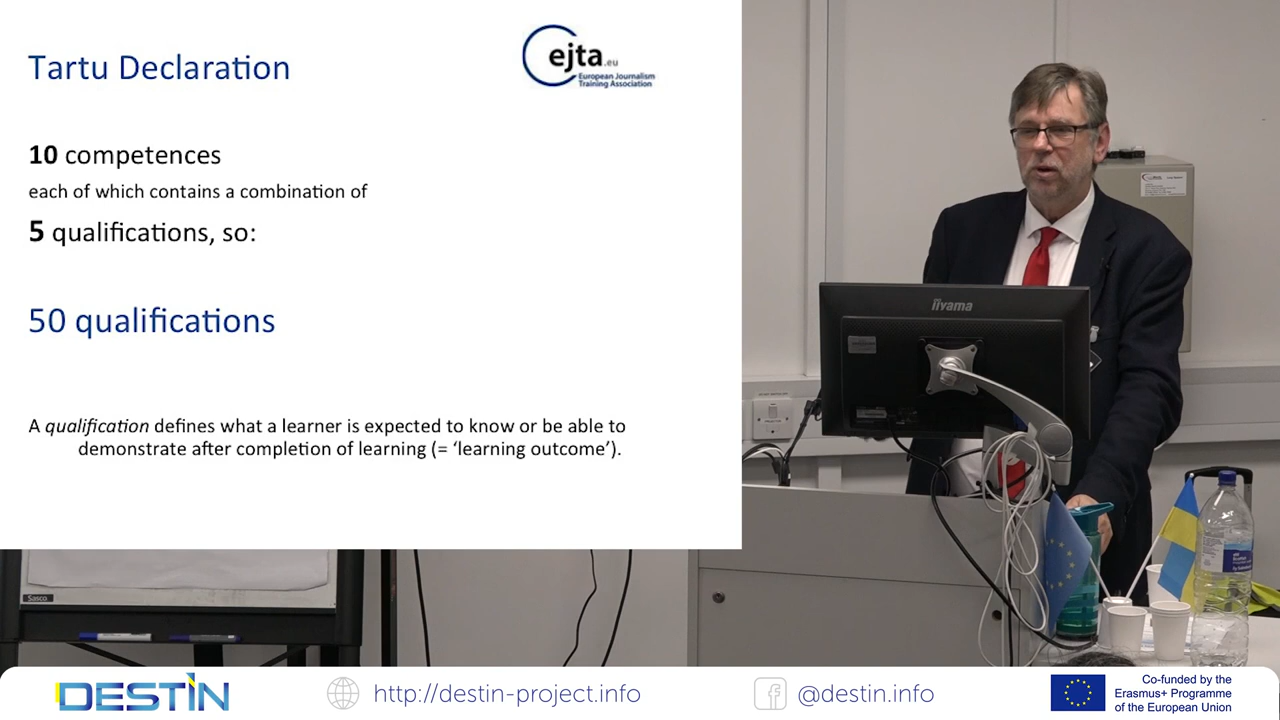 Tartu Declaration
ejta.eu
European Journalism
Training Association
10 competences
each of which contains a combination of
5 qualifications, so:
50 qualifications
A qualification defines what a learner is expected to know or be able to
demonstrate after completion of learning (= ‘learning outcome’).
iiyama
Sasco
DESTIN
http://destin-project.info
@destin.info
Co-funded by the
Erasmus+ Programme
of the European Union